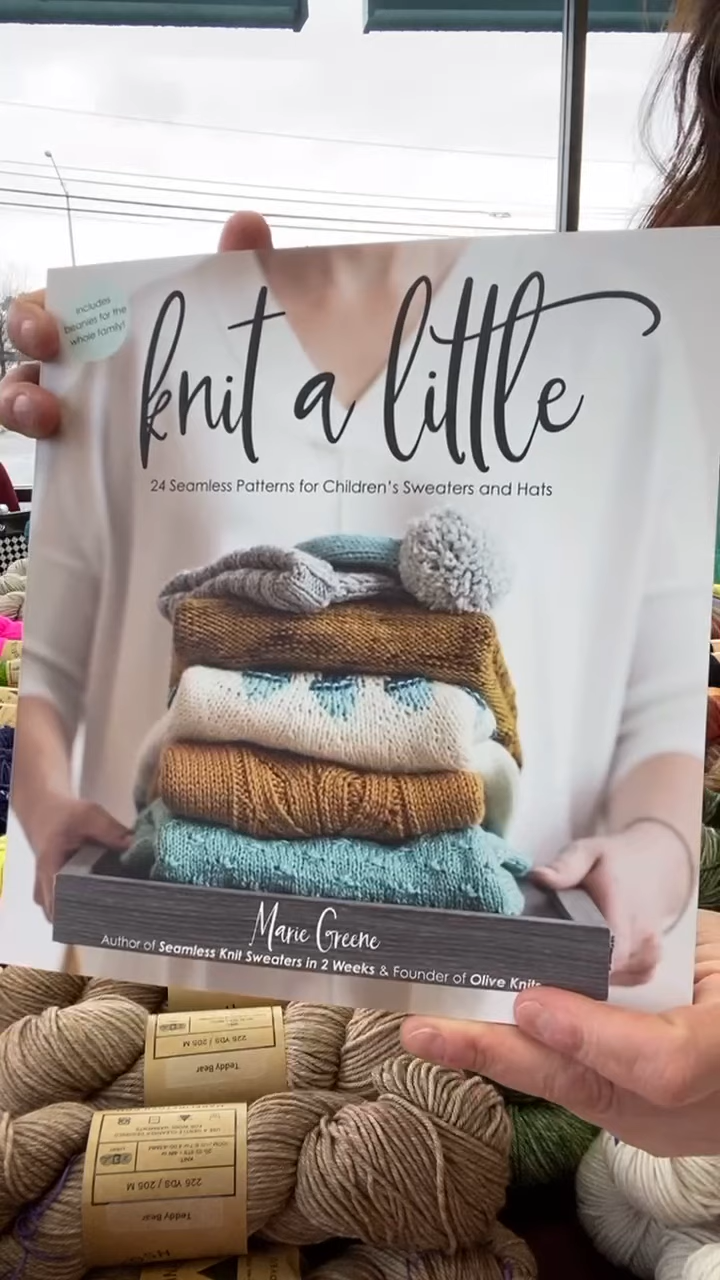 includes
beanies for the
whole family!
knit a little
24 Seamless Patterns for Children's Sweaters and Hats
Marie Greene
Author of Seamless Knit Sweaters in 2 Weeks & Founder of Olive Knits
226 YDS / 205 M
Teddy Bear
226 YDS / 205 M
Teddy Bear